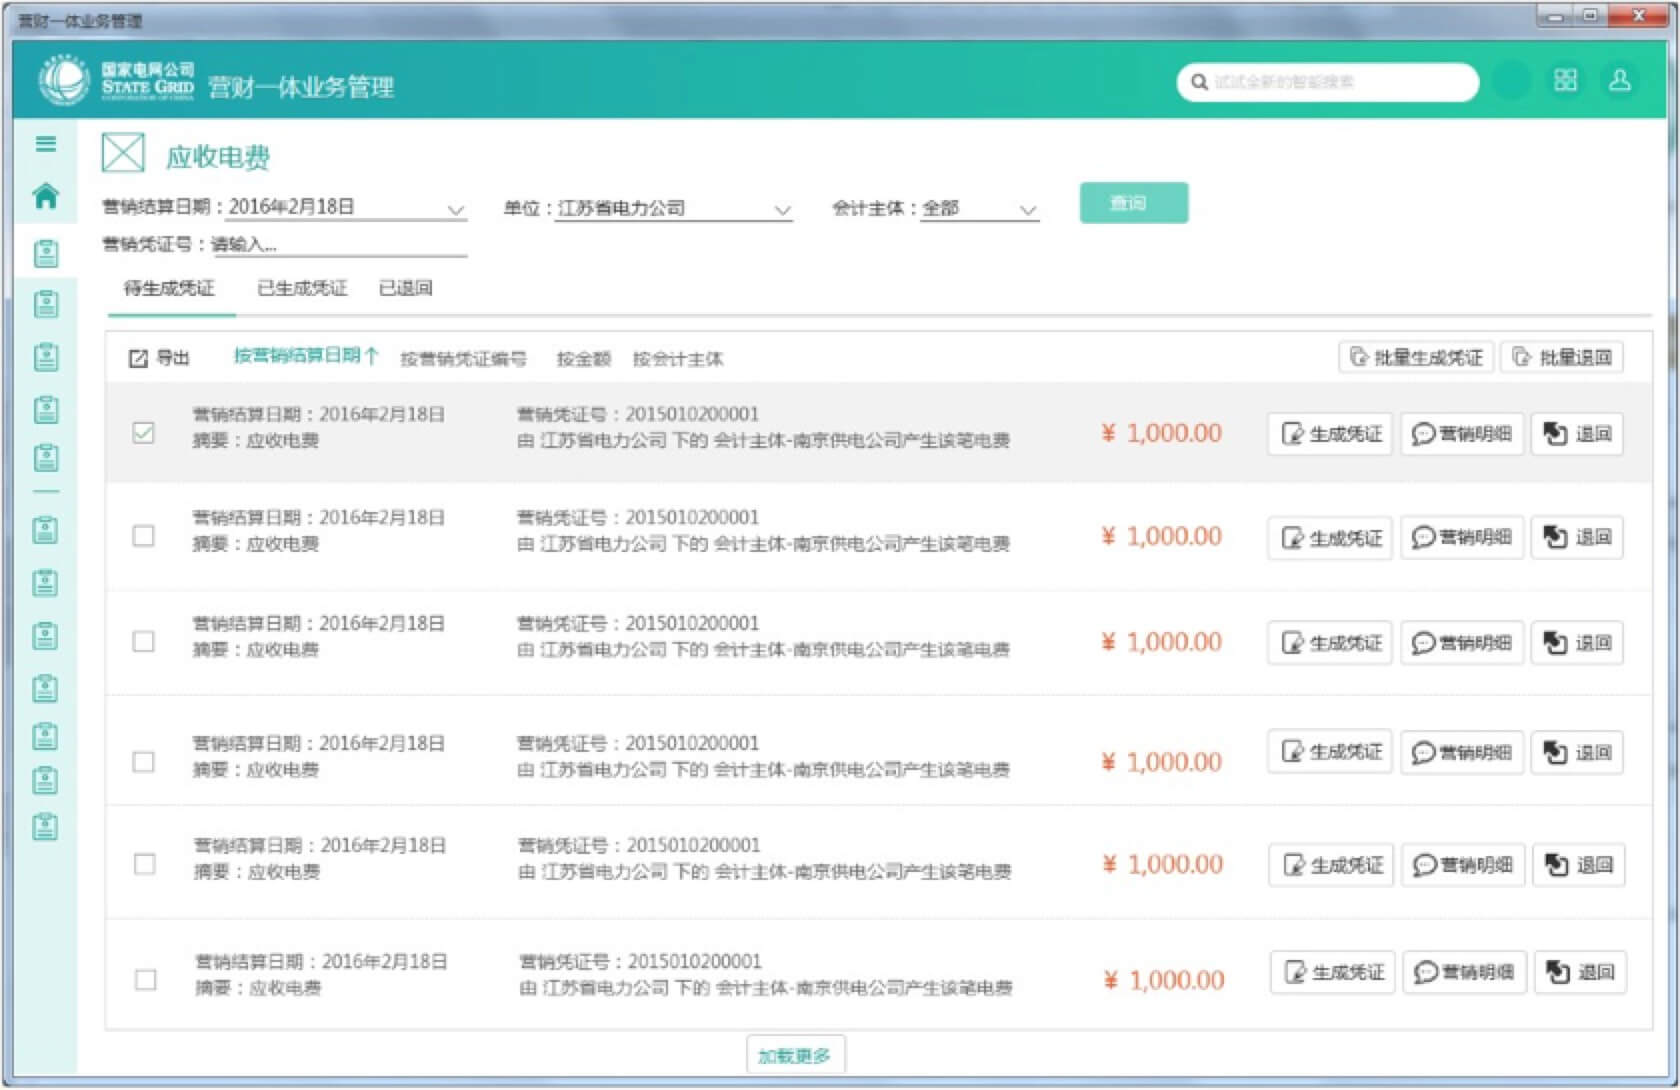 营财一体业务管理
国家电网公司
STATE GRID
CORPORATION OF CHINA
营财一体业务管理
试试全新的智能搜索
应收电费
营销结算日期：2016年2月18日 单位：江苏省电力公司 会计主体：全部 查询
营销凭证号：请输入...
待生成凭证 已生成凭证 已退回
导出 按营销结算日期↑ 按营销凭证编号 按金额 按会计主体 批量生成凭证 批量退回
营销结算日期：2016年2月18日 营销凭证号：2015010200001
摘要：应收电费 由 江苏省电力公司 下的 会计主体-南京供电公司产生该笔电费
¥ 1,000.00 生成凭证 营销明细 退回
营销结算日期：2016年2月18日 营销凭证号：2015010200001
摘要：应收电费 由 江苏省电力公司 下的 会计主体-南京供电公司产生该笔电费
¥ 1,000.00 生成凭证 营销明细 退回
营销结算日期：2016年2月18日 营销凭证号：2015010200001
摘要：应收电费 由 江苏省电力公司 下的 会计主体-南京供电公司产生该笔电费
¥ 1,000.00 生成凭证 营销明细 退回
营销结算日期：2016年2月18日 营销凭证号：2015010200001
摘要：应收电费 由 江苏省电力公司 下的 会计主体-南京供电公司产生该笔电费
¥ 1,000.00 生成凭证 营销明细 退回
营销结算日期：2016年2月18日 营销凭证号：2015010200001
摘要：应收电费 由 江苏省电力公司 下的 会计主体-南京供电公司产生该笔电费
¥ 1,000.00 生成凭证 营销明细 退回
营销结算日期：2016年2月18日 营销凭证号：2015010200001
摘要：应收电费 由 江苏省电力公司 下的 会计主体-南京供电公司产生该笔电费
¥ 1,000.00 生成凭证 营销明细 退回
加载更多